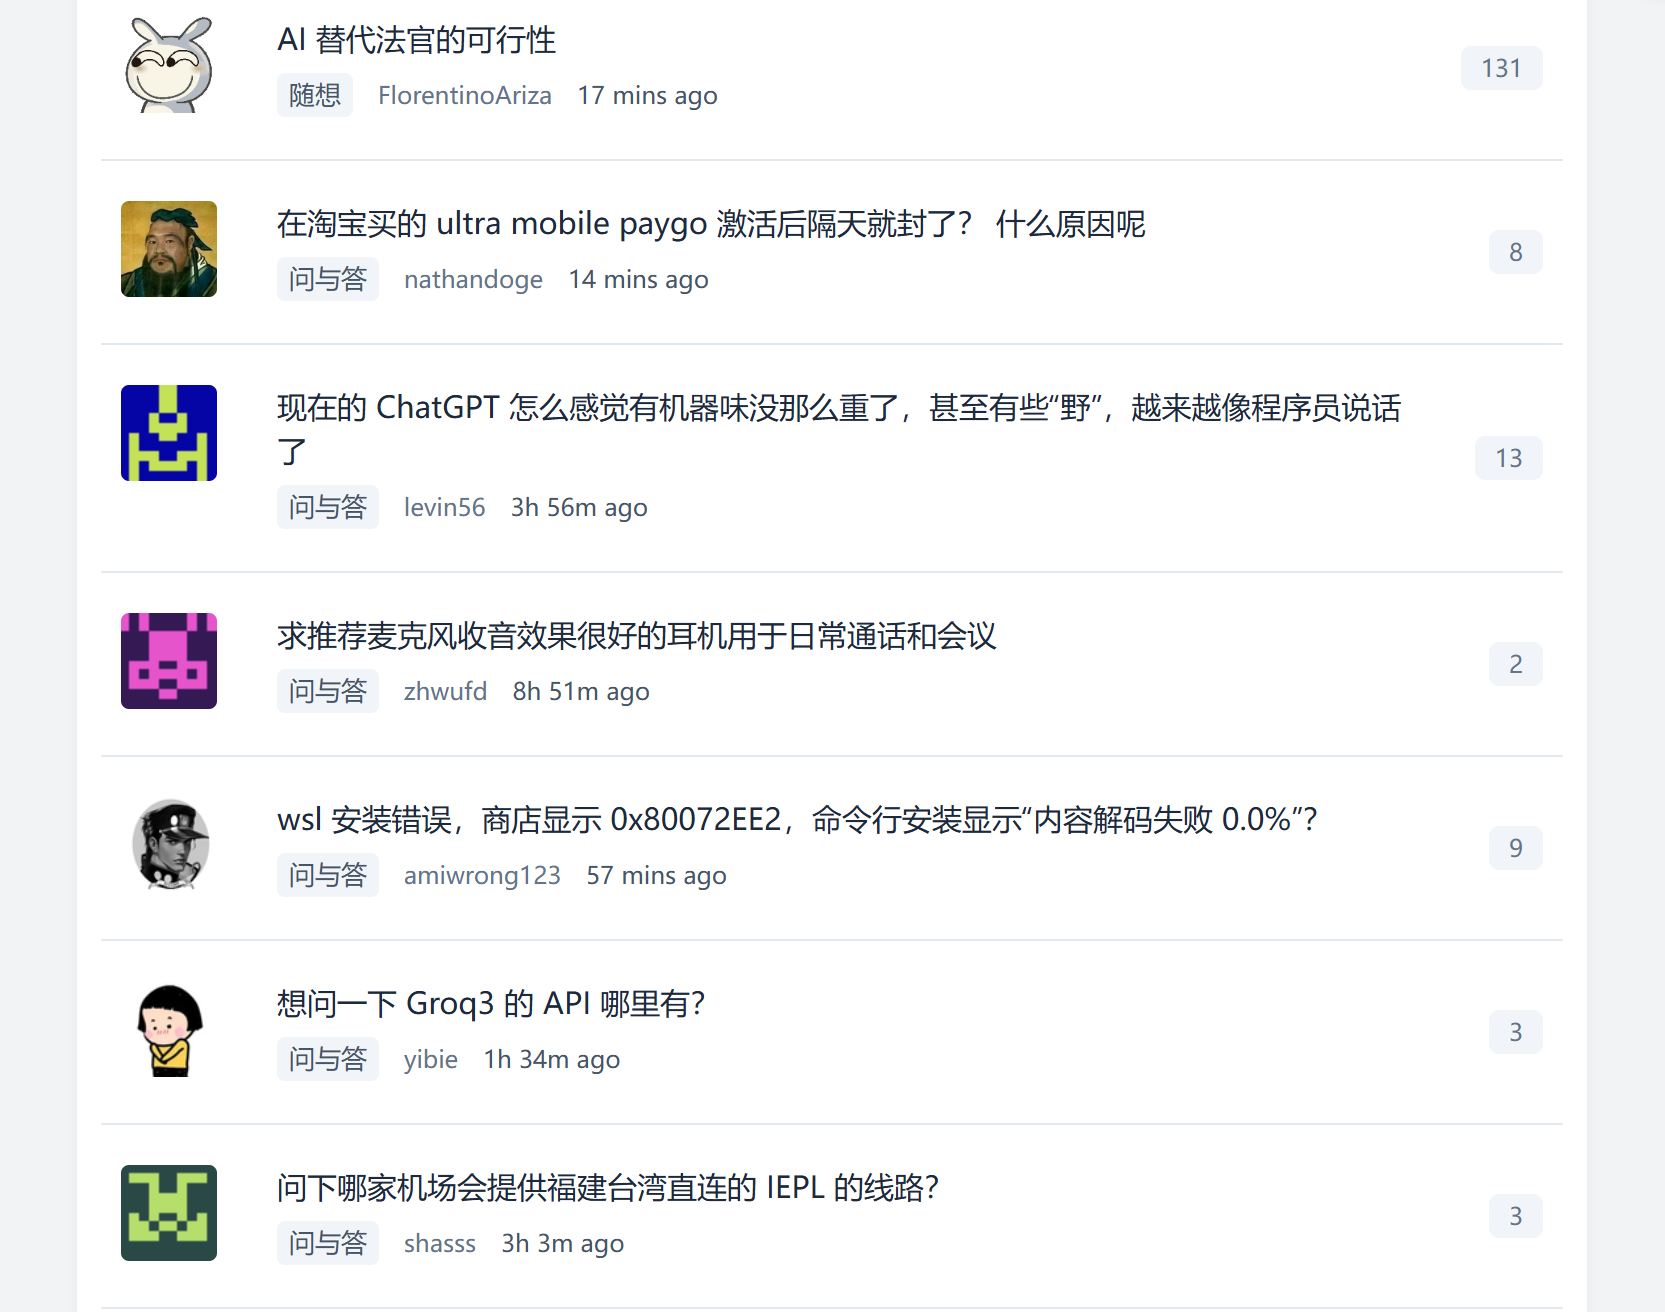 AI 替代法官的可行性
随想 FlorentinoAriza 17 mins ago
131
在淘宝买的 ultra mobile paygo 激活后隔天就封了？ 什么原因呢
问与答 nathandoge 14 mins ago
8
现在的 ChatGPT 怎么感觉有机器味没那么重了，甚至有些“野”，越来越像程序员说话
了
问与答 levin56 3h 56m ago
13
求推荐麦克风收音效果很好的耳机用于日常通话和会议
问与答 zhwufd 8h 51m ago
2
wsl 安装错误，商店显示 0x80072EE2，命令行安装显示“内容解码失败 0.0%”？
问与答 amiwrong123 57 mins ago
9
想问一下 Groq3 的 API 哪里有？
问与答 yibie 1h 34m ago
3
问下哪家机场会提供福建台湾直连的 IEPL 的线路？
问与答 shasss 3h 3m ago
3